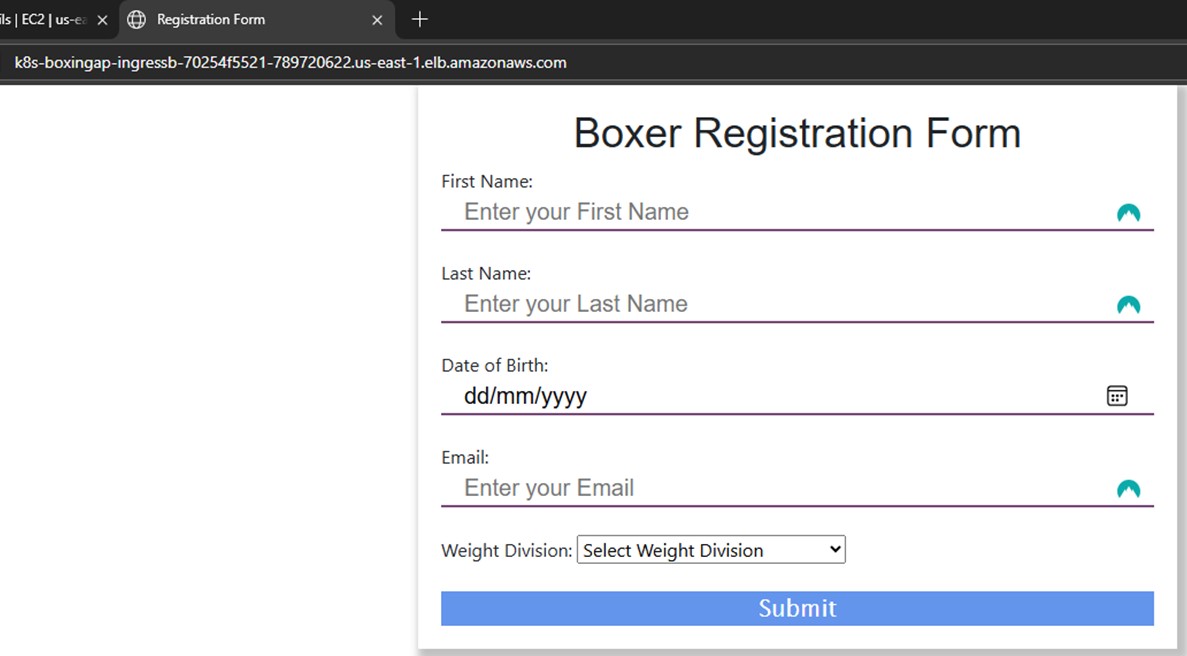 ils | EC2 | us-ea
Registration Form
k8s-boxingap-ingressb-70254f5521-789720622.us-east-1.elb.amazonaws.com
Boxer Registration Form
First Name:
Enter your First Name
Last Name:
Enter your Last Name
Date of Birth:
dd/mm/yyyy
Email:
Enter your Email
Weight Division: Select Weight Division
Submit